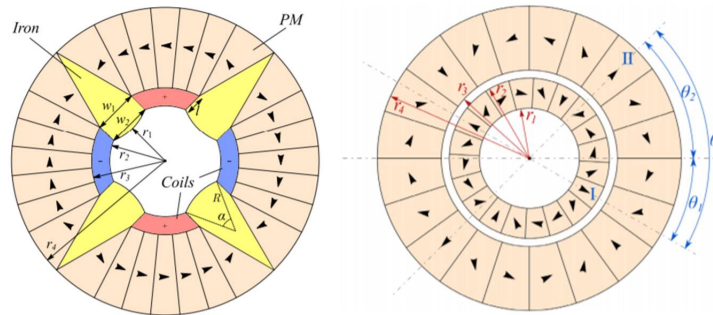 Iron
PM
w₁
w₂
l
r₁
r₂
r₃
r₄
Coils
R
α
+
+
-
-
II
I
r₁
r₂
r₃
r₄
θ₂
θ
θ₁